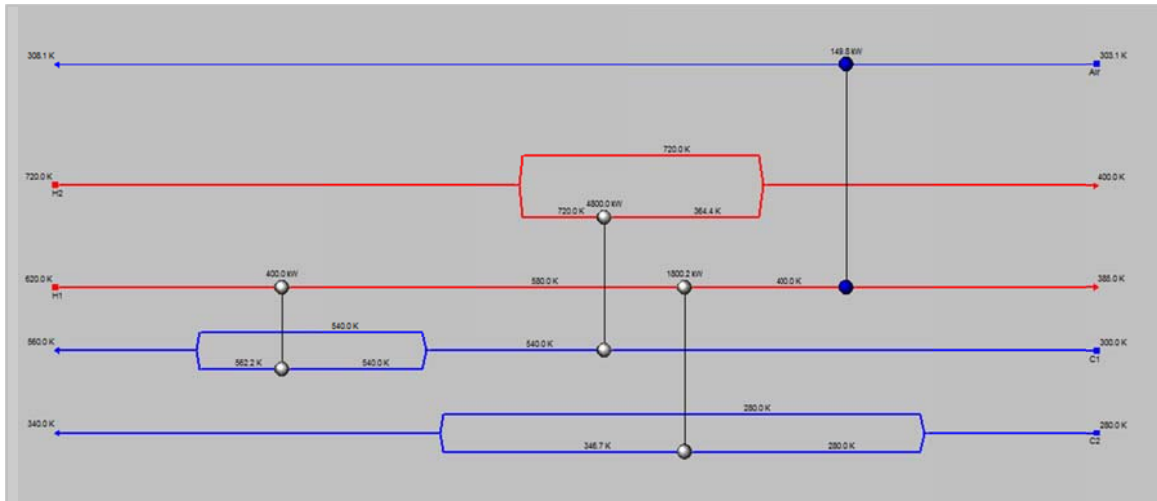 149.8 kW
308.1 K
303.1 K
Air
720.0 K
720.0 K
400.0 K
H2
4800.0 kW
720.0 K
364.4 K
400.0 kW
1800.2 kW
620.0 K
580.0 K
400.0 K
385.0 K
H1
540.0 K
560.0 K
540.0 K
300.0 K
C1
562.2 K
540.0 K
280.0 K
340.0 K
280.0 K
C2
346.7 K
280.0 K